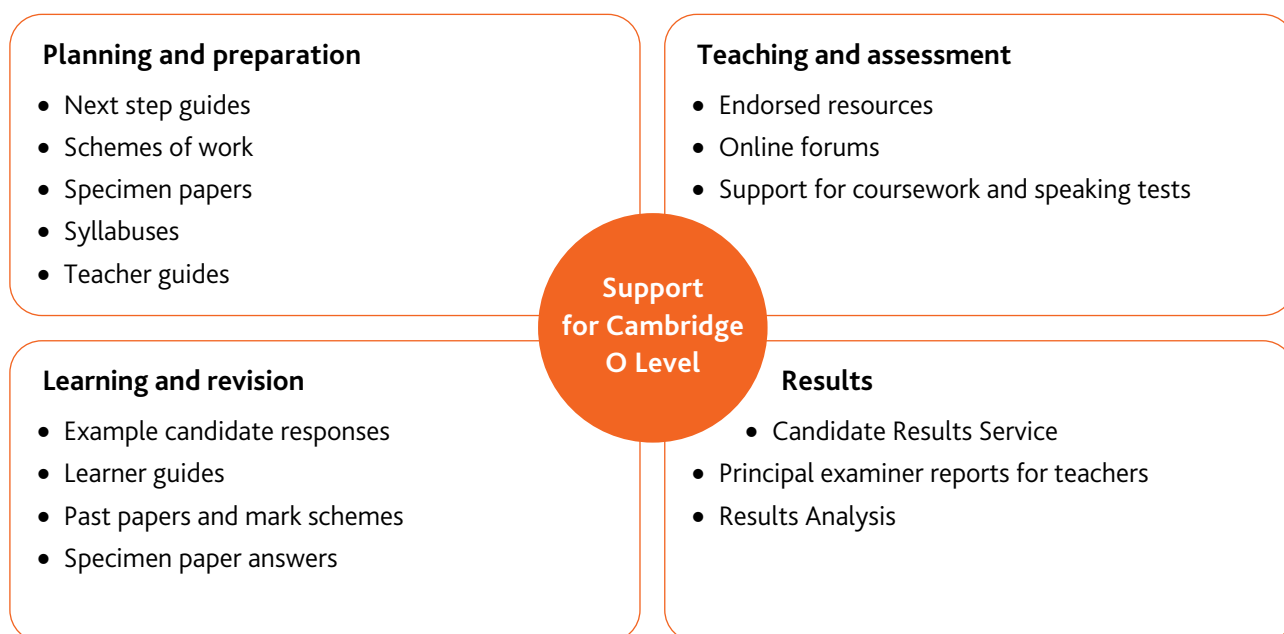 Planning and preparation
• Next step guides
• Schemes of work
• Specimen papers
• Syllabuses
• Teacher guides
Teaching and assessment
• Endorsed resources
• Online forums
• Support for coursework and speaking tests
Support
for Cambridge
O Level
Learning and revision
• Example candidate responses
• Learner guides
• Past papers and mark schemes
• Specimen paper answers
Results
• Candidate Results Service
• Principal examiner reports for teachers
• Results Analysis